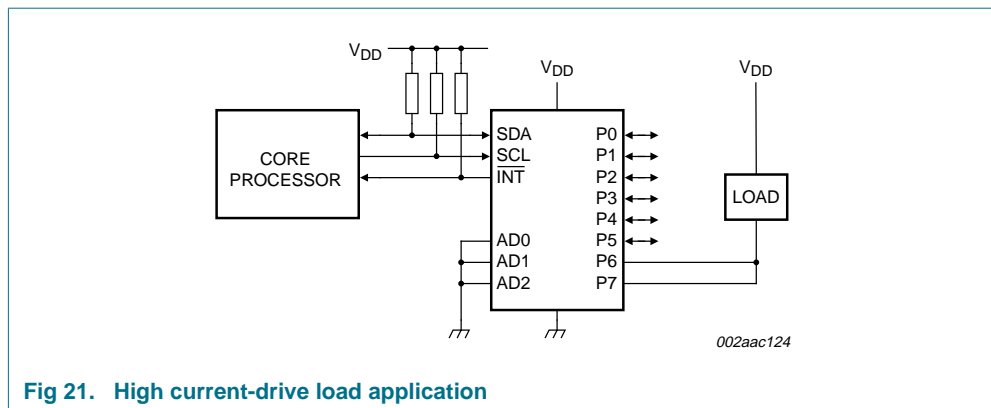 VDD
VDD
VDD
CORE
PROCESSOR
SDA
SCL
INT
AD0
AD1
AD2
P0
P1
P2
P3
P4
P5
P6
P7
LOAD
002aac124
Fig 21. High current-drive load application